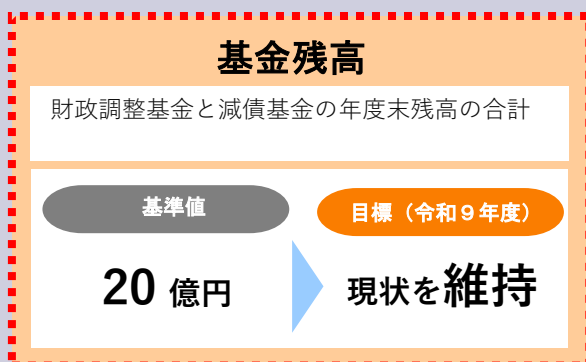 基金残高
財政調整基金と減債基金の年度末残高の合計
基準値
目標（令和９年度）
20 億円
現状を維持